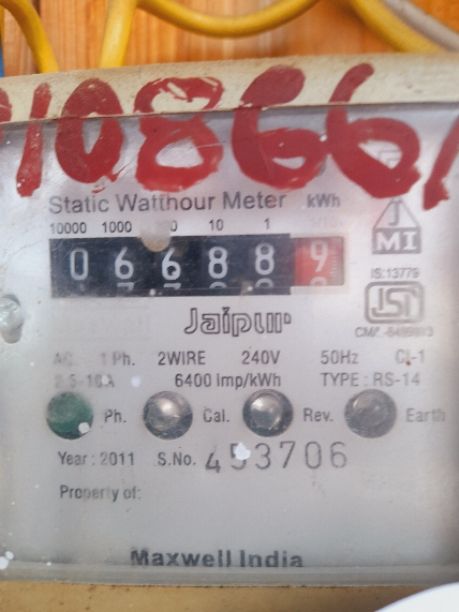 10866
Static Watthour Meter kWh
10000 1000 10 1
0 6 6 8 8 9
J
MI
IS:13779
Jaipur
AC 1 Ph. 2WIRE 240V 50Hz Cl-1
6400 Imp/kWh TYPE : RS-14
Ph. Cal. Rev. Earth
Year : 2011 S.No. 453706
Property of:
Maxwell India